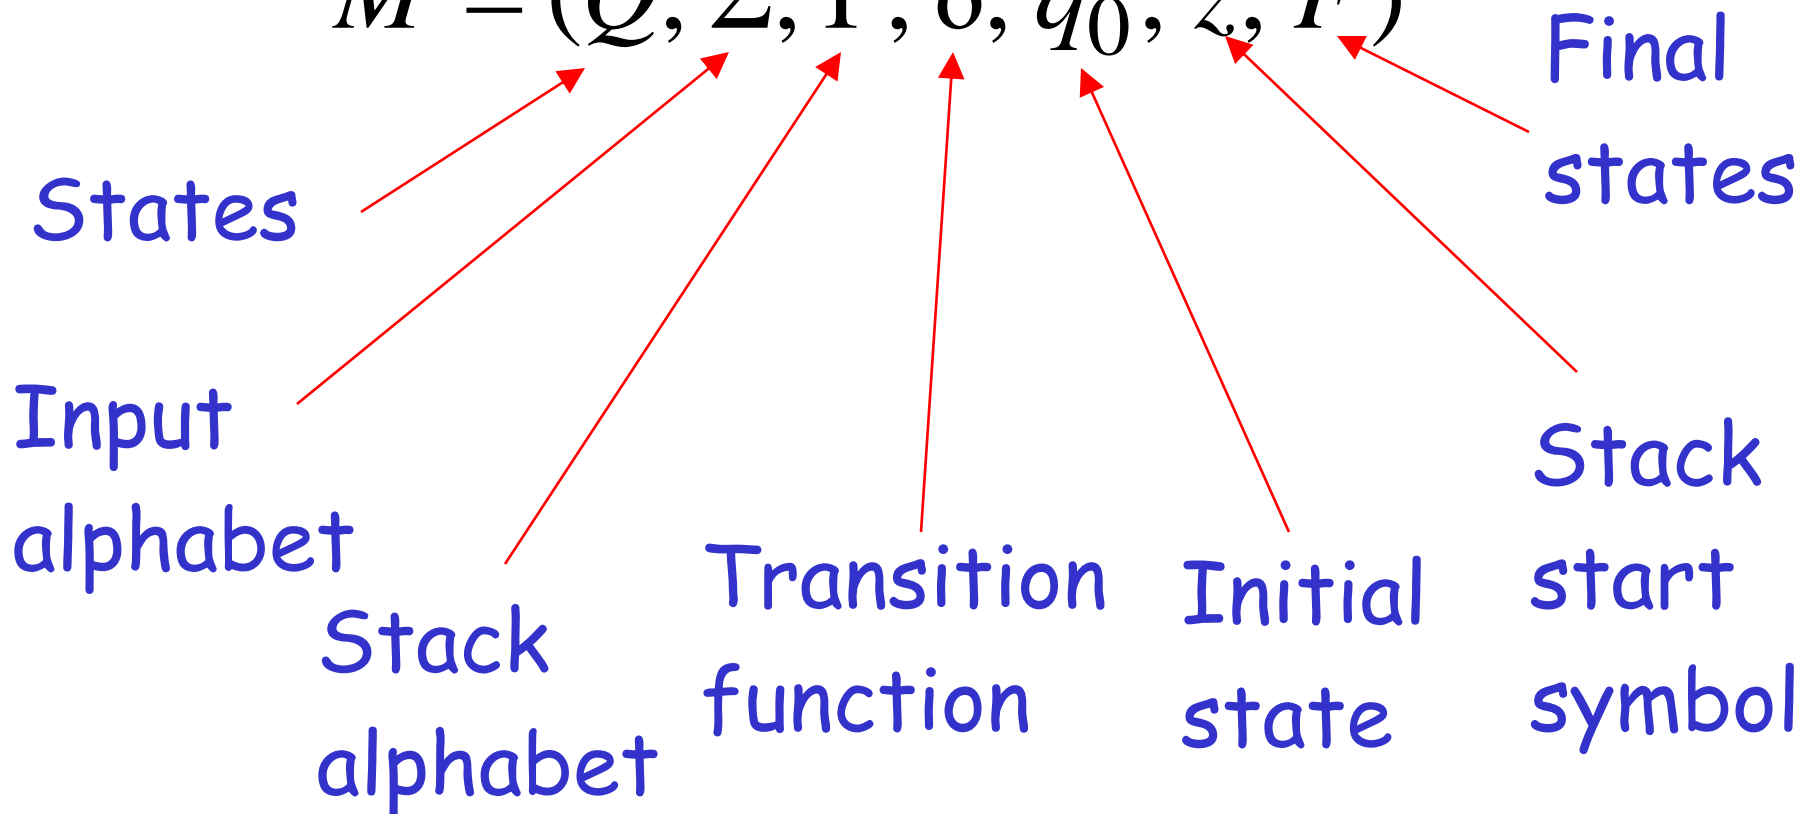 M = (Q, Σ, Γ, δ, q0, z, F)
Final
states
States
Input
alphabet
Stack
alphabet
Transition
function
Initial
state
Stack
start
symbol